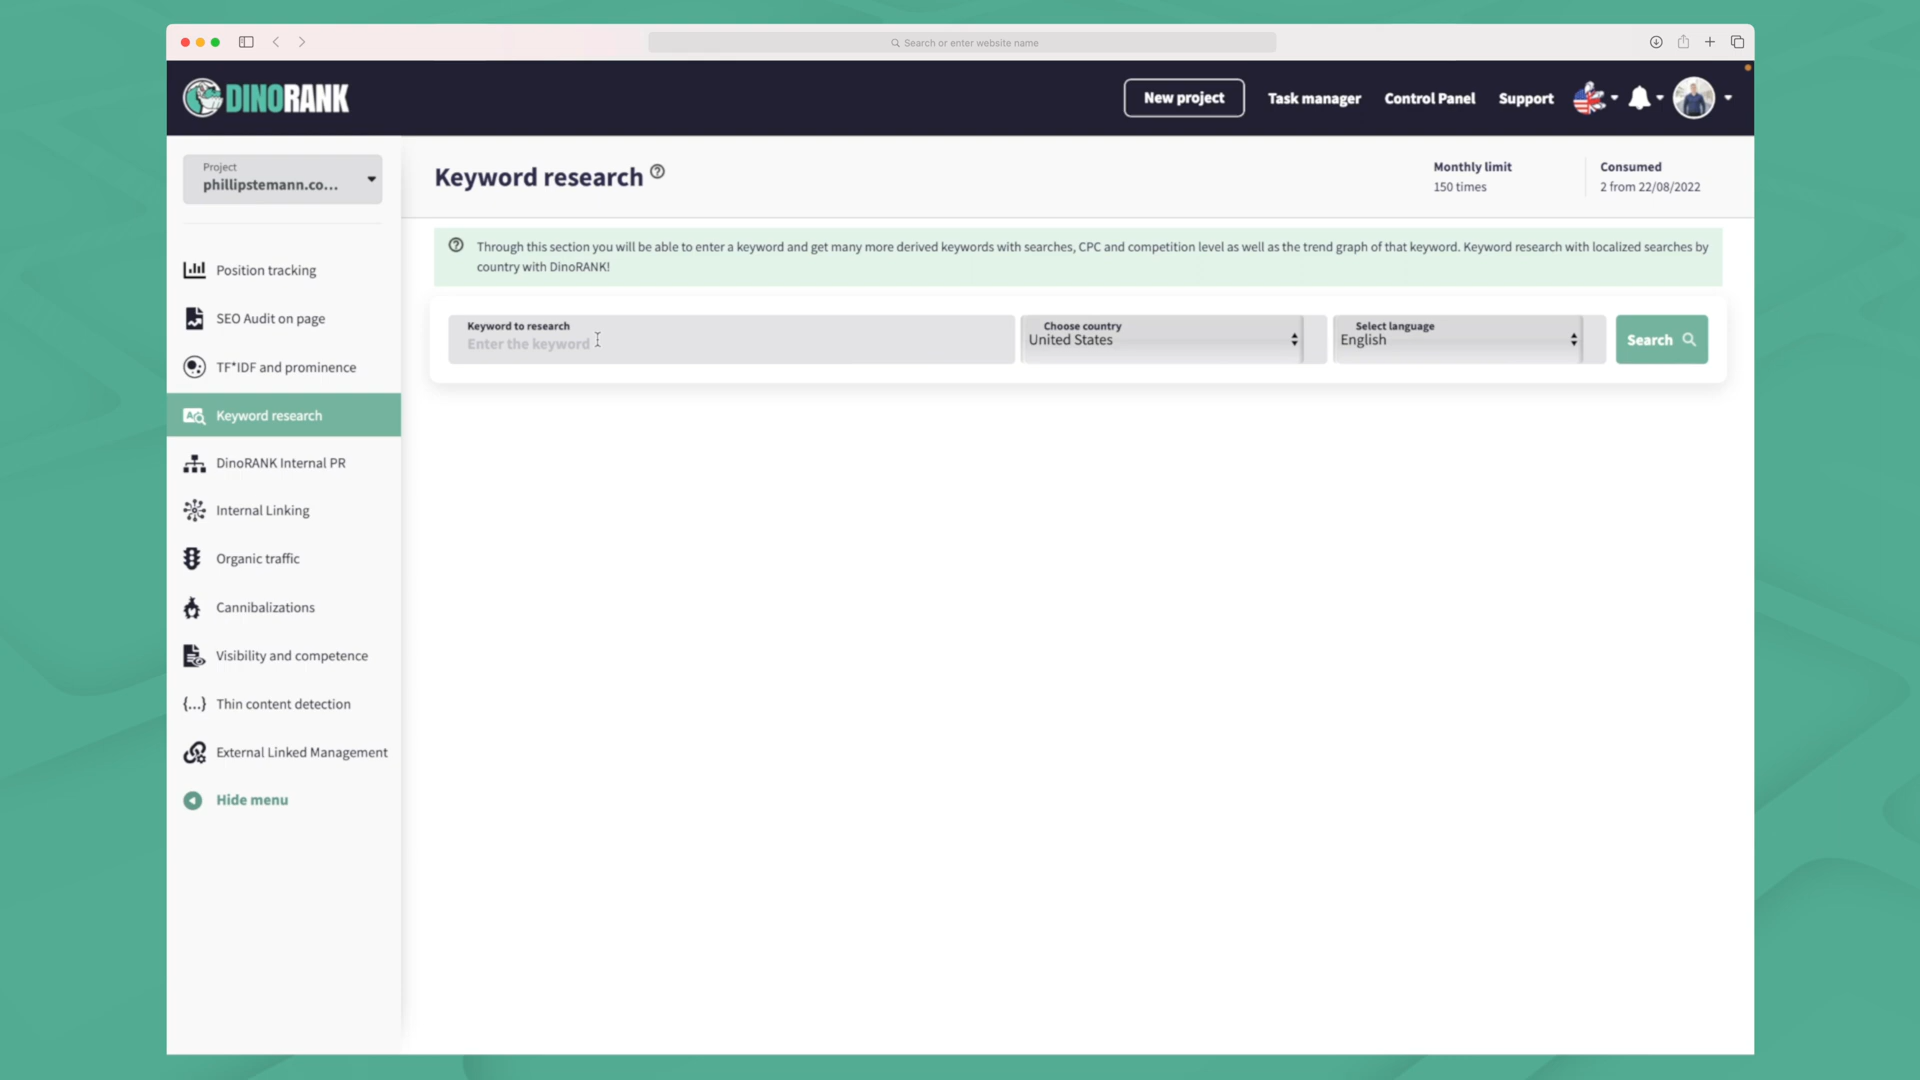 Search or enter website name
DINORANK
New project
Task manager
Control Panel
Support
Project
phillipstemann.co...
Keyword research
Monthly limit
150 times
Consumed
2 from 22/08/2022
Through this section you will be able to enter a keyword and get many more derived keywords with searches, CPC and competition level as well as the trend graph of that keyword. Keyword research with localized searches by
country with DinoRANK!
Keyword to research
Enter the keyword
Choose country
United States
Select language
English
Search
Position tracking
SEO Audit on page
TF*IDF and prominence
Keyword research
DinoRANK Internal PR
Internal Linking
Organic traffic
Cannibalizations
Visibility and competence
{...} Thin content detection
External Linked Management
Hide menu